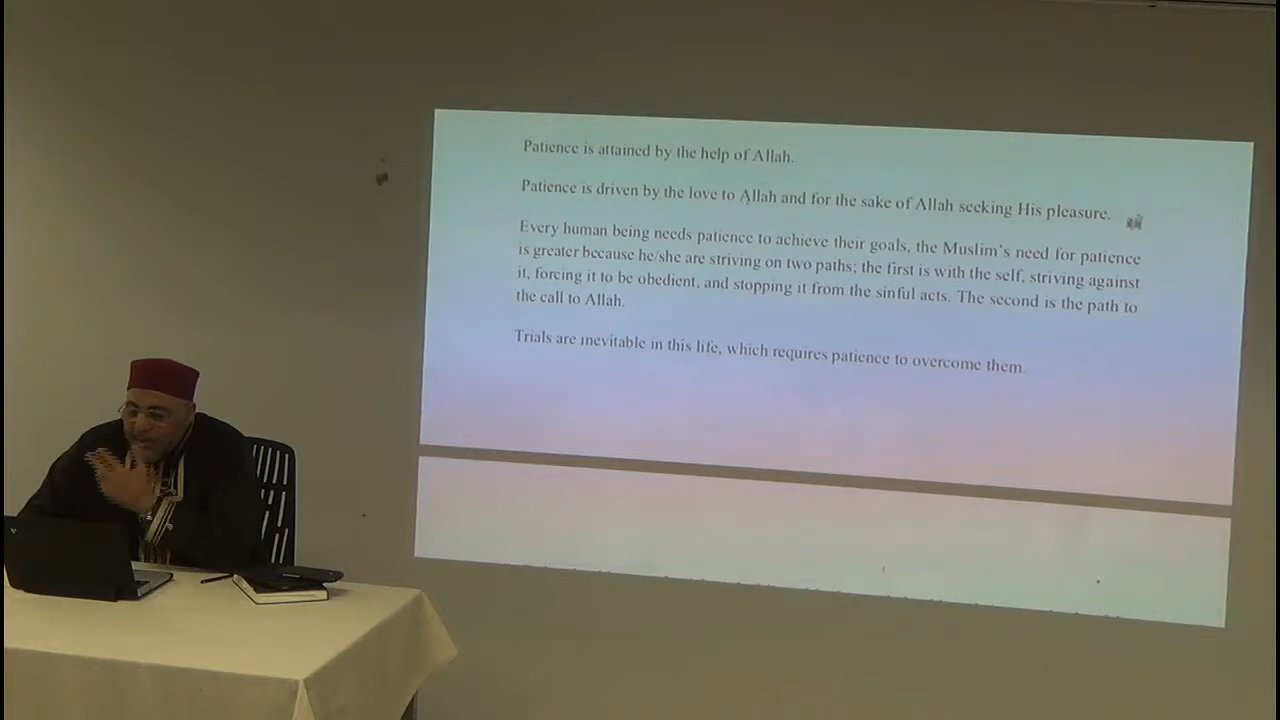 Patience is attained by the help of Allah.
Patience is driven by the love to Allah and for the sake of Allah seeking His pleasure.
Every human being needs patience to achieve their goals, the Muslim's need for patience
is greater because he/she are striving on two paths; the first is with the self, striving against
it, forcing it to be obedient, and stopping it from the sinful acts. The second is the path to
the call to Allah.
Trials are inevitable in this life, which requires patience to overcome them.